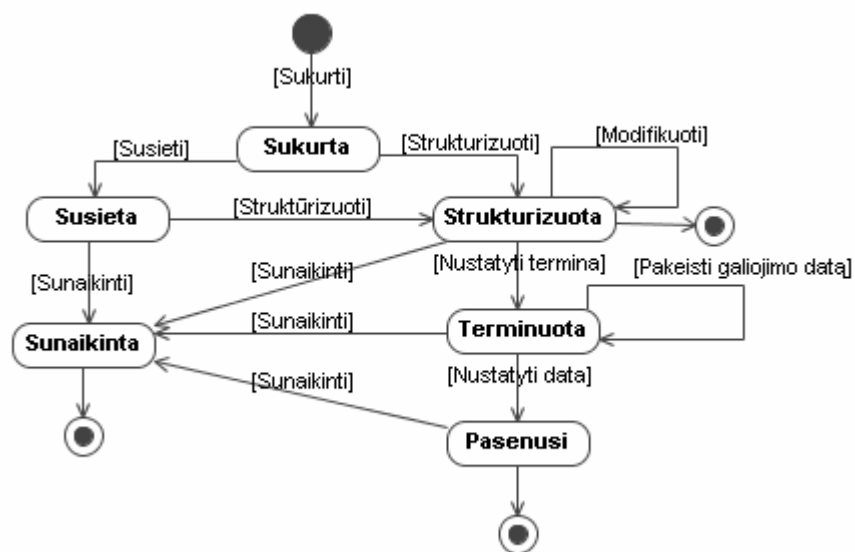 [Sukurti]
Sukurta
[Susieti]
[Strukturizuoti]
[Modifikuoti]
Susieta
[Struktūrizuoti]
Strukturizuota
[Sunaikinti]
[Sunaikinti]
[Nustatyti termina]
[Pakeisti galiojimo datą]
Sunaikinta
[Sunaikinti]
Terminuota
[Sunaikinti]
[Nustatyti data]
Pasenusi